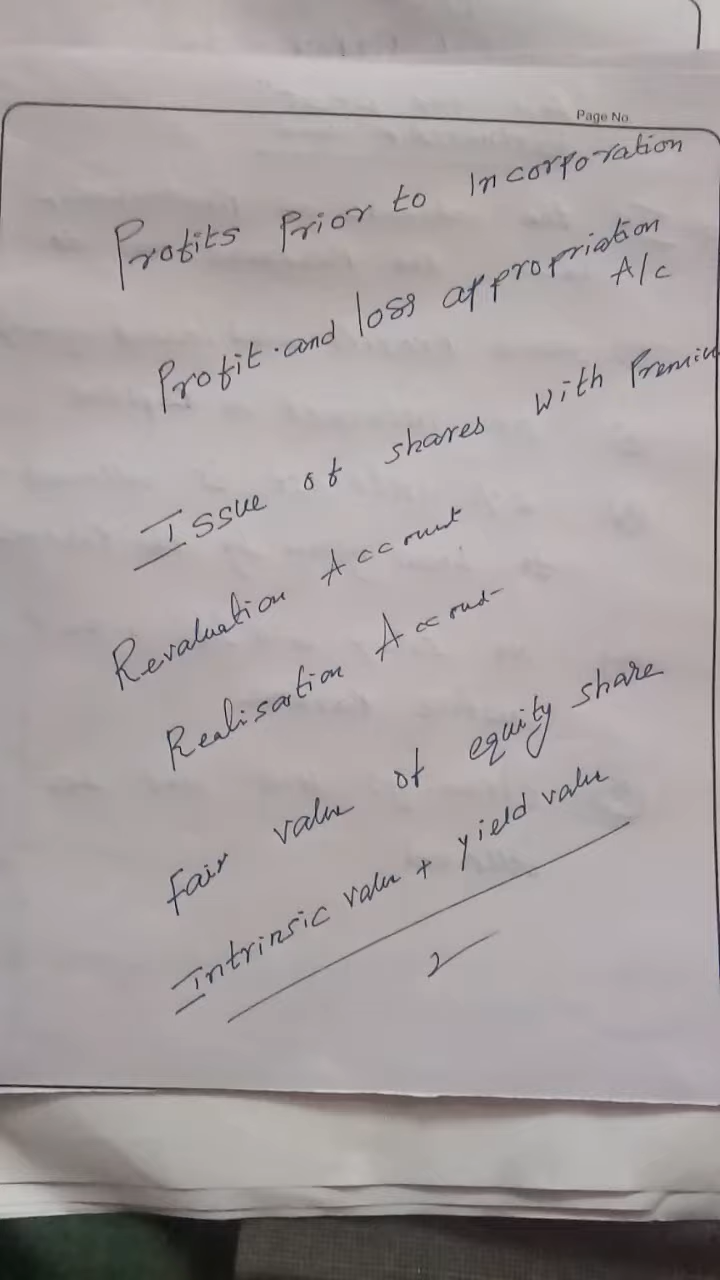 Page No.
Profits Prior to Incorporation
Profit and loss appropriation
A/c
Issue of shares with Premiu
Revaluation Account
Realisation Account
Fair value of equity share
Intrinsic value + yield value
2